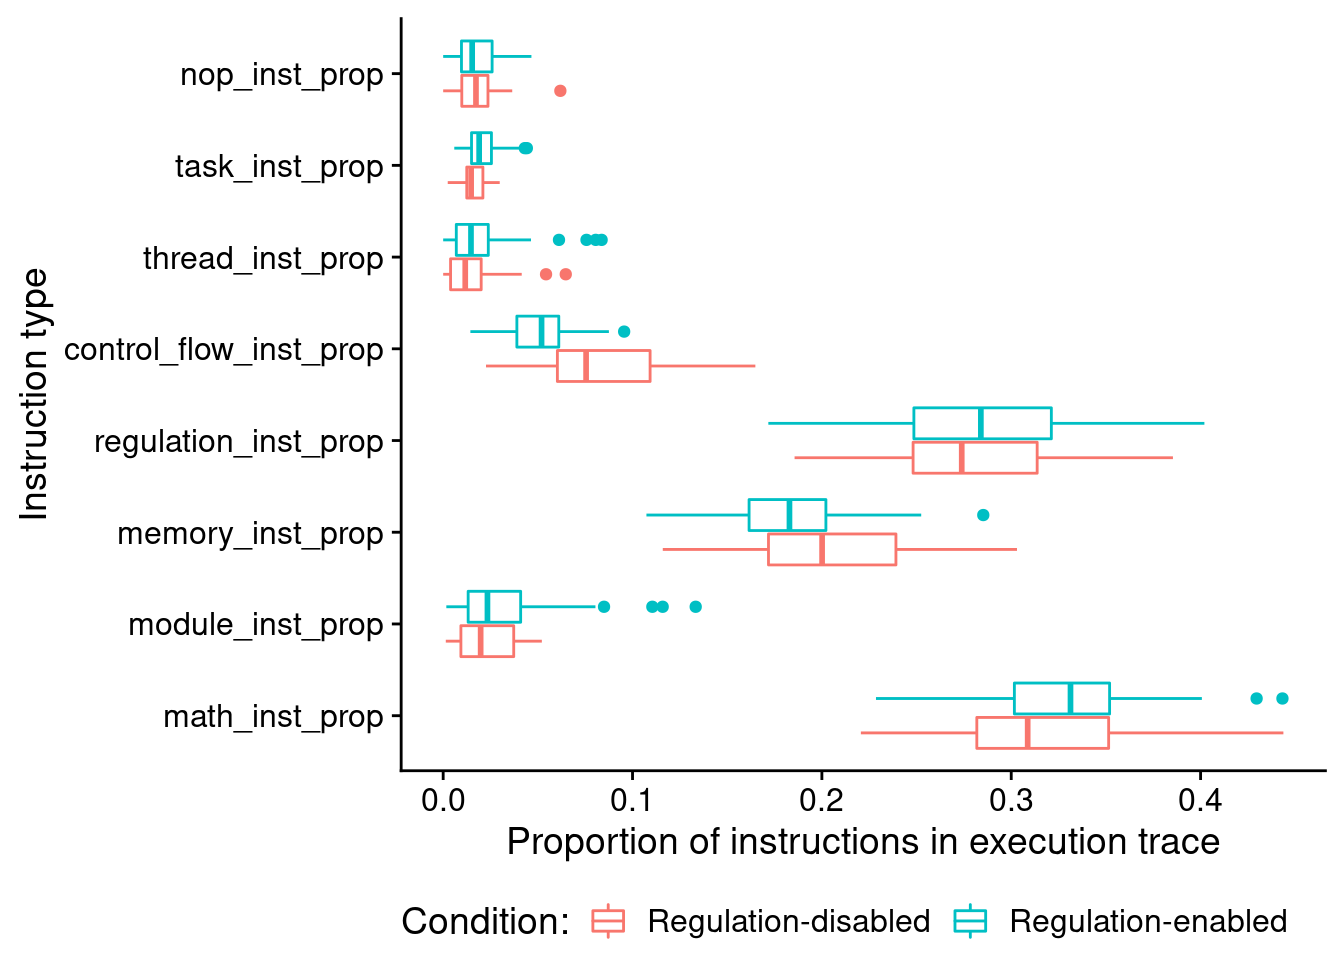 Instruction type
nop_inst_prop
task_inst_prop
thread_inst_prop
control_flow_inst_prop
regulation_inst_prop
memory_inst_prop
module_inst_prop
math_inst_prop
0.0 0.1 0.2 0.3 0.4
Proportion of instructions in execution trace
Condition: Regulation-disabled Regulation-enabled